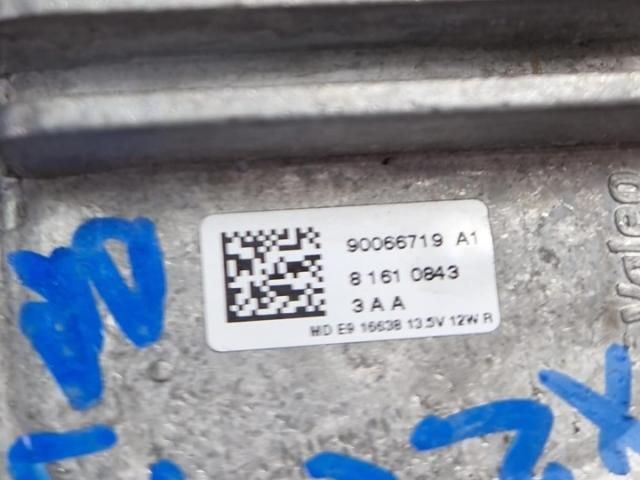 90066719 A1
8 161 0843
3 A A
MD E9 16638 13.5V 12W R
Valeo